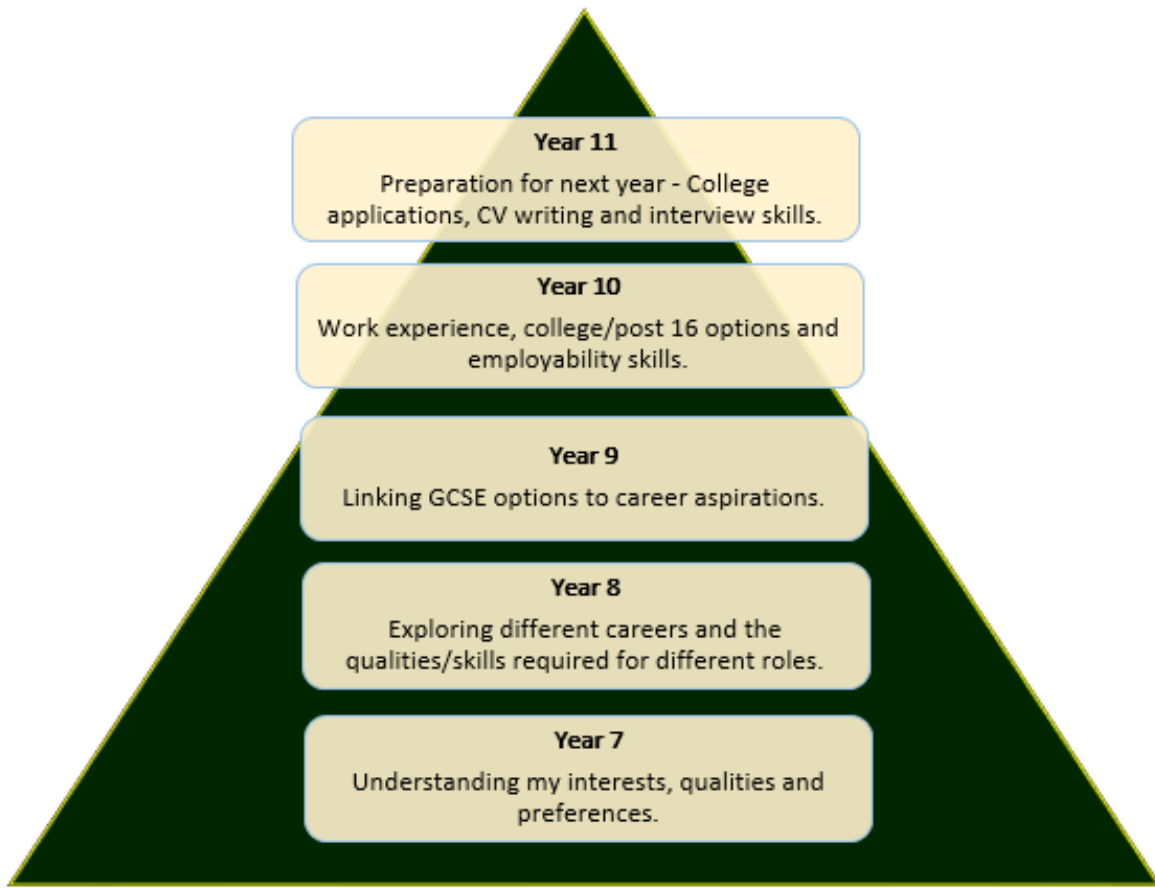 Year 11
Preparation for next year - College
applications, CV writing and interview skills.
Year 10
Work experience, college/post 16 options and
employability skills.
Year 9
Linking GCSE options to career aspirations.
Year 8
Exploring different careers and the
qualities/skills required for different roles.
Year 7
Understanding my interests, qualities and
preferences.